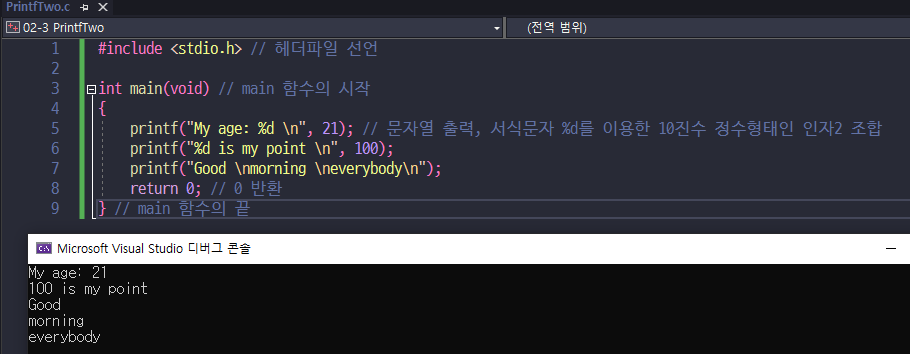 PrintfTwo.c
02-3 PrintfTwo (전역 범위)
1 #include <stdio.h> // 헤더파일 선언
2
3 int main(void) // main 함수의 시작
4 {
5 printf("My age: %d \n", 21); // 문자열 출력, 서식문자 %d를 이용한 10진수 정수형태인 인자2 조합
6 printf("%d is my point \n", 100);
7 printf("Good \nmorning \neverybody\n");
8 return 0; // 0 반환
9 } // main 함수의 끝
Microsoft Visual Studio 디버그 콘솔
My age: 21
100 is my point
Good
morning
everybody